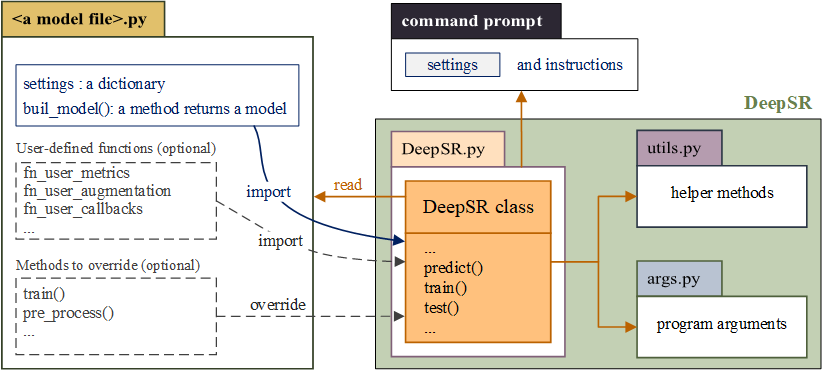 <a model file>.py
settings : a dictionary
buil_model(): a method returns a model
User-defined functions (optional)
fn_user_metrics
fn_user_augmentation
fn_user_callbacks
...
Methods to override (optional)
train()
pre_process()
...
import
import
override
read
command prompt
settings
and instructions
DeepSR
DeepSR.py
DeepSR class
...
predict()
train()
test()
...
utils.py
helper methods
args.py
program arguments